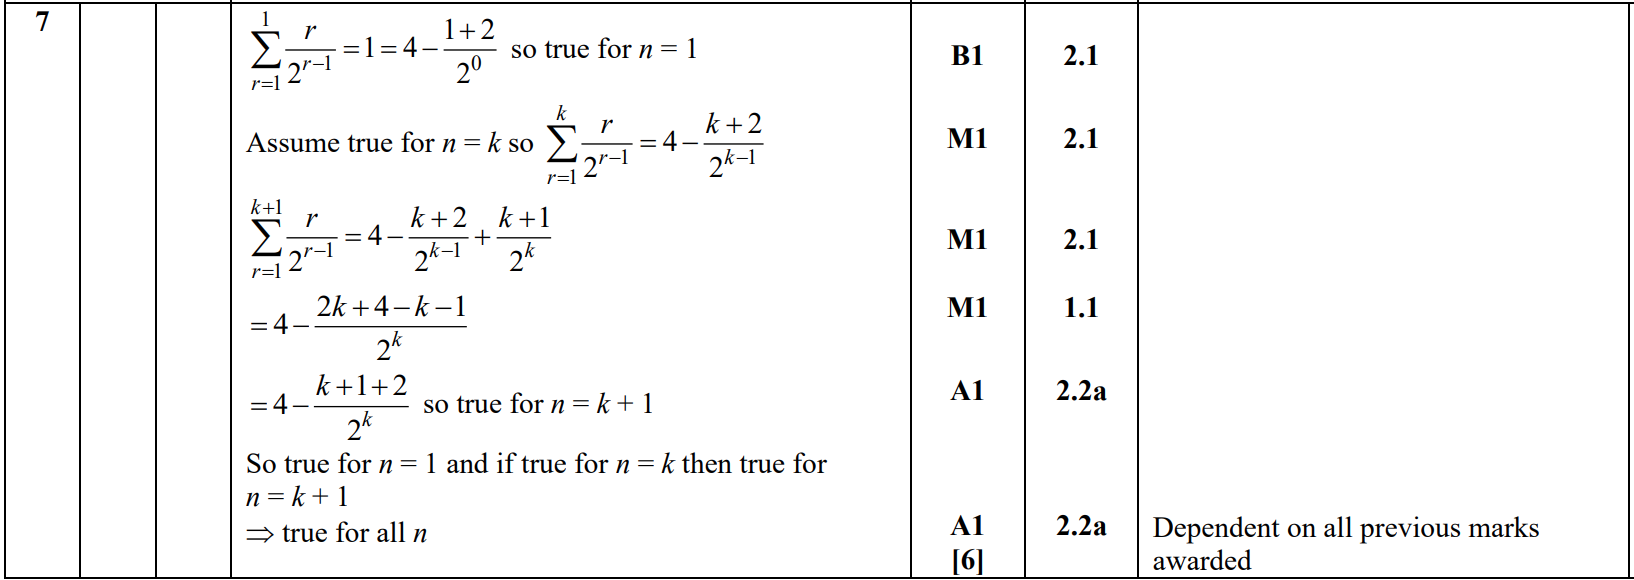 7
$\sum_{r=1}^{1} \frac{r}{2^{r-1}} = 1 = 4 - \frac{1+2}{2^0}$ so true for n = 1 B1 2.1
Assume true for n = k so $\sum_{r=1}^{k} \frac{r}{2^{r-1}} = 4 - \frac{k+2}{2^{k-1}}$ M1 2.1
$\sum_{r=1}^{k+1} \frac{r}{2^{r-1}} = 4 - \frac{k+2}{2^{k-1}} + \frac{k+1}{2^k}$ M1 2.1
$= 4 - \frac{2k+4-k-1}{2^k}$ M1 1.1
$= 4 - \frac{k+1+2}{2^k}$ so true for n = k + 1 A1 2.2a
So true for n = 1 and if true for n = k then true for
n = k + 1
⇒ true for all n A1 2.2a Dependent on all previous marks
[6] awarded